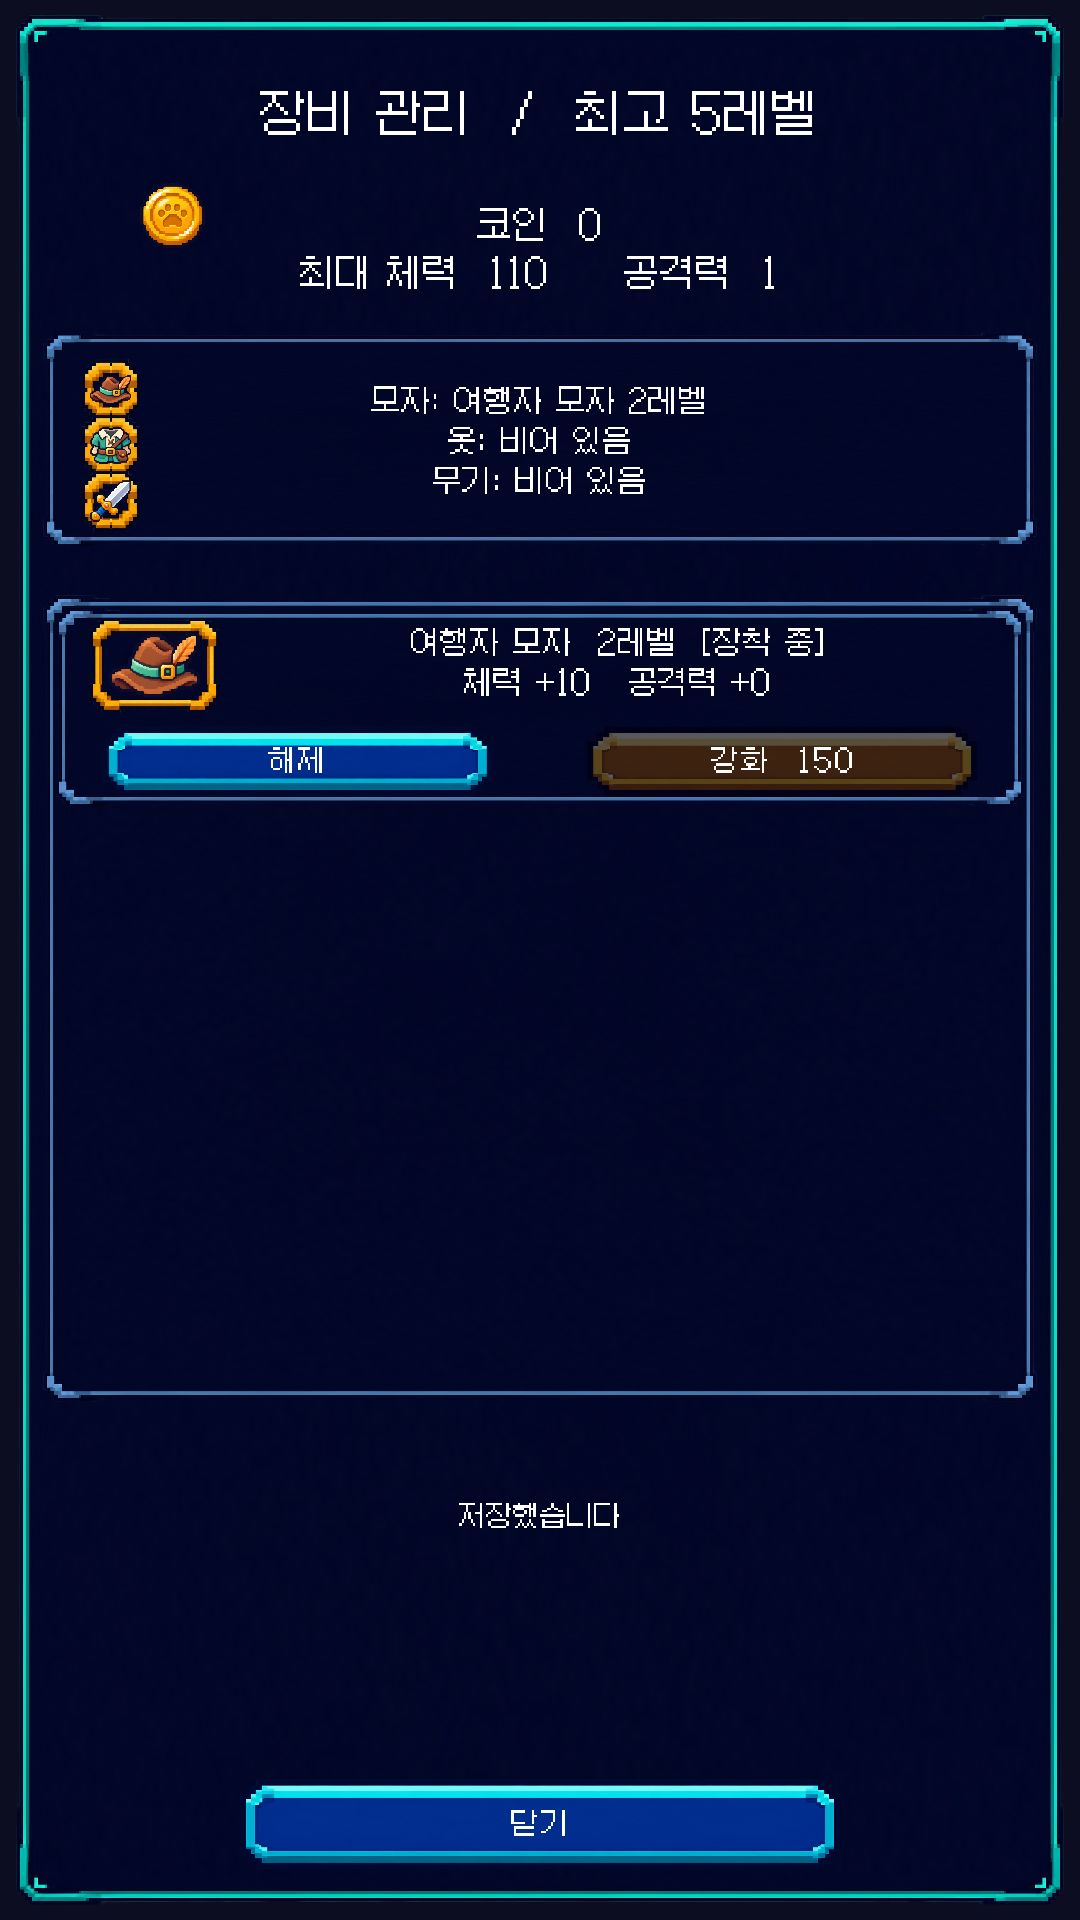 장비 관리 / 최고 5레벨
코인 0
최대 체력 110 공격력 1
모자: 여행자 모자 2레벨
옷: 비어 있음
무기: 비어 있음
여행자 모자 2레벨 [장착 중]
체력 +10 공격력 +0
해제
강화 150
저장했습니다
닫기